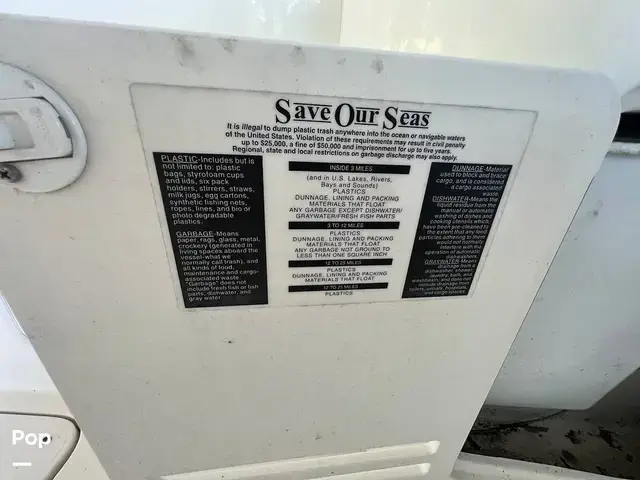 Save Our Seas
It is illegal to dump plastic trash anywhere into the ocean or navigable waters
of the United States. Violation of these requirements may result in civil penalty
up to $25,000, a fine of $50,000 and imprisonment for up to five years.
Regional, state and local restrictions on garbage discharge may also apply.
PLASTIC-Includes but is
not limited to: plastic
bags, styrofoam cups
and lids, six pack
holders, stirrers, straws,
milk jugs, egg cartons,
synthetic fishing nets,
ropes, lines, and bio or
photo degradable
plastics.
GARBAGE-Means
paper, rags, glass, metal,
crockery (generated in
living spaces aboard the
vessel-what we
normally call trash), and
all kinds of food,
maintenance and cargo-
associated waste.
"Garbage" does not
include fresh fish or fish
parts, dishwater, and
gray water.
INSIDE 3 MILES
(and in U.S. Lakes, Rivers,
Bays and Sounds)
PLASTICS
DUNNAGE, LINING AND PACKING
MATERIALS THAT FLOAT
ANY GARBAGE EXCEPT DISHWATER/
GRAYWATER/FRESH FISH PARTS
3 TO 12 MILES
PLASTICS
DUNNAGE, LINING AND PACKING
MATERIALS THAT FLOAT
ANY GARBAGE NOT GROUND TO
LESS THAN ONE SQUARE INCH
12 TO 25 MILES
PLASTICS
DUNNAGE, LINING AND PACKING
MATERIALS THAT FLOAT
PLASTICS
DUNNAGE-Material
used to block and brace
cargo, and is considered
a cargo associated
waste.
DISHWATER-Means the
liquid residue from the
manual or automatic
washing of dishes and
cooking utensils which
have been pre-cleaned to
the extent that any food
particles adhering to them
would not normally
interfere with the
operation of automatic
dishwashers.
GRAYWATER-Means
drainage from
dishwasher, shower,
laundry, bath, and
washbasin, and does not
include drainage from
toilets, urinals, hospitals,
and cargo spaces.
Pop